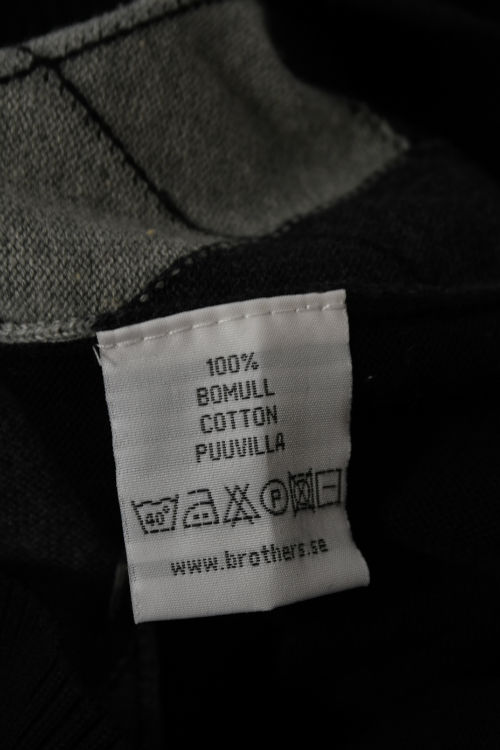 100%
BOMULL
COTTON
PUUVILLA
40° P
www.brothers.se